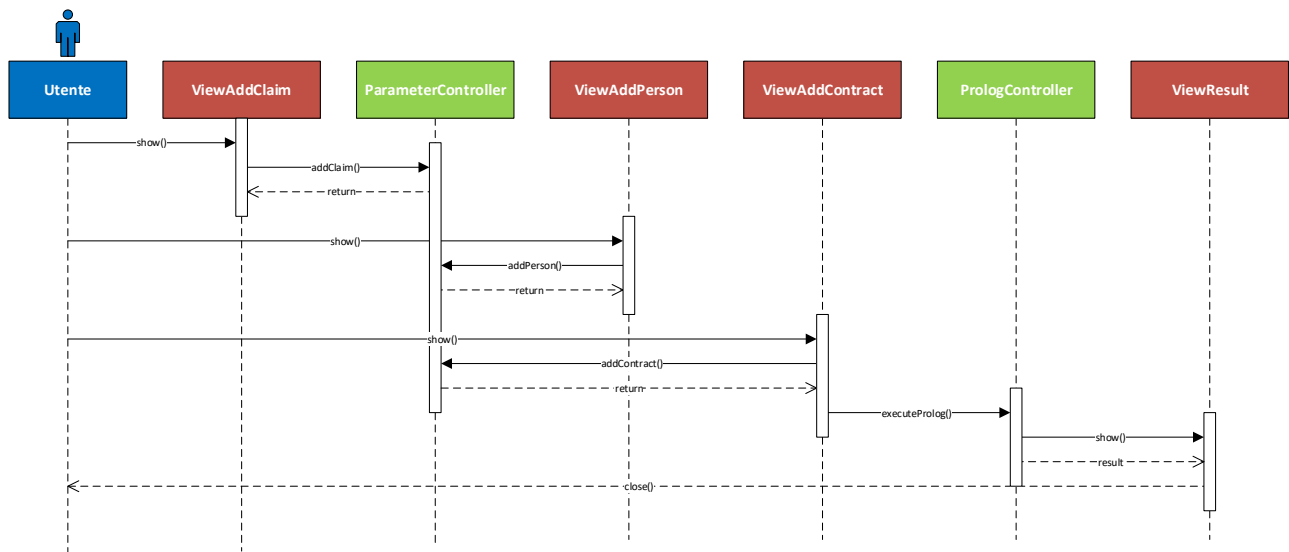 Utente
ViewAddClaim
ParameterController
ViewAddPerson
ViewAddContract
PrologController
ViewResult
show()
addClaim()
return
show()
addPerson()
return
show()
addContract()
return
executeProlog()
show()
result
close()